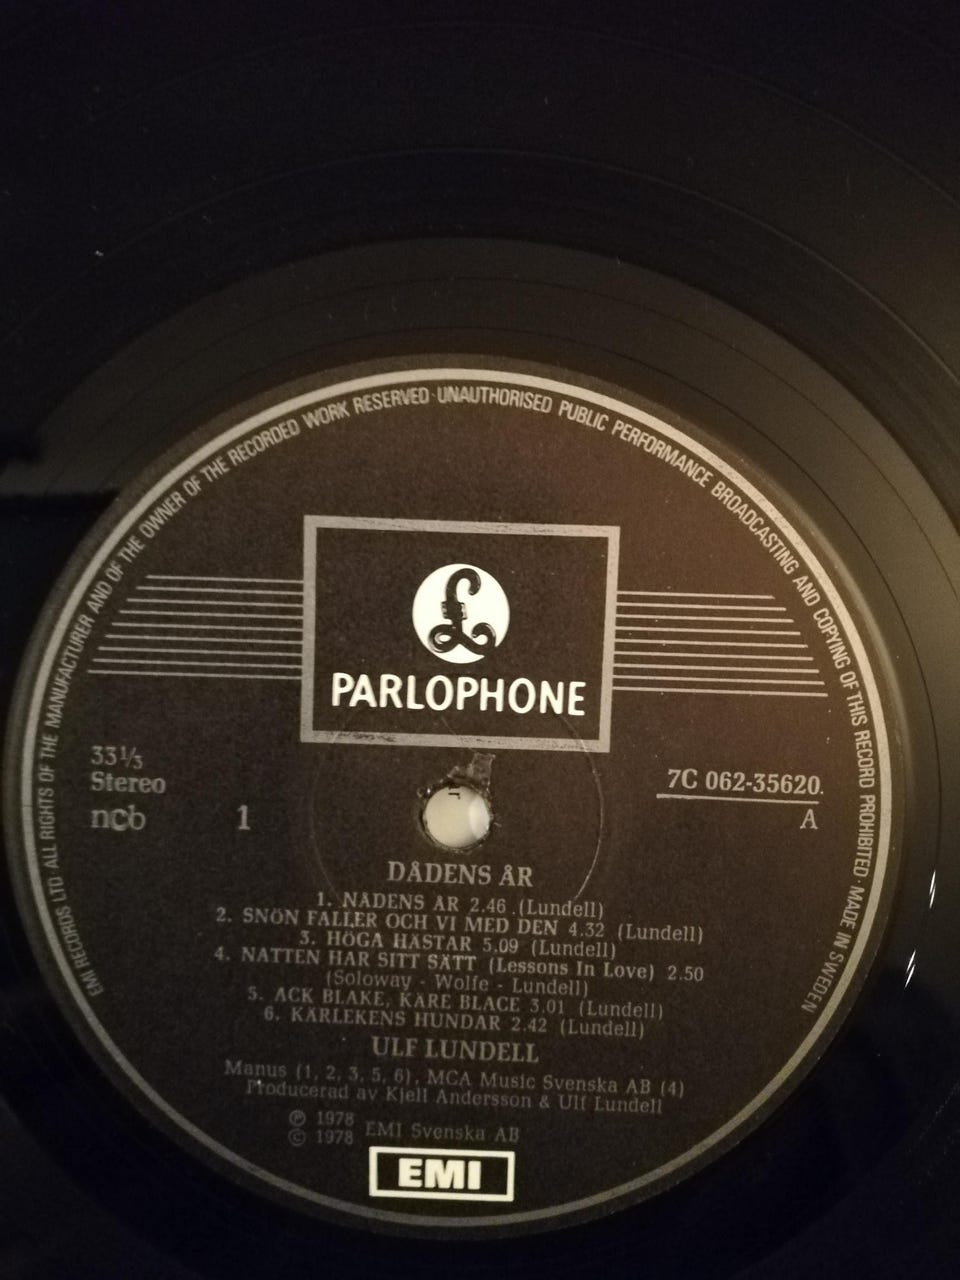 EMI RECORDS LTD· ALL RIGHTS OF THE MANUFACTURER AND OF THE OWNER OF THE RECORDED WORK RESERVED·UNAUTHORISED PUBLIC PERFORMANCE BROADCASTING AND COPYING OF THIS RECORD PROHIBITED· MADE IN SWEDEN
£
PARLOPHONE
33⅓
Stereo
ncb
1
7C 062-35620.
A
DÅDENS ÅR
1. NÅDENS ÅR 2.46 (Lundell)
2. SNÖN FALLER OCH VI MED DEN 4.32 (Lundell)
3. HÖGA HÄSTAR 5.09 (Lundell)
4. NATTEN HAR SITT SÄTT (Lessons In Love) 2.50
(Soloway - Wolfe - Lundell)
5. ACK BLAKE, KÄRE BLACE 3.01 (Lundell)
6. KÄRLEKENS HUNDAR 2.42 (Lundell)
ULF LUNDELL
Manus (1, 2, 3, 5, 6), MCA Music Svenska AB (4)
Producerad av Kjell Andersson & Ulf Lundell
℗ 1978
© 1978 EMI Svenska AB
EMI